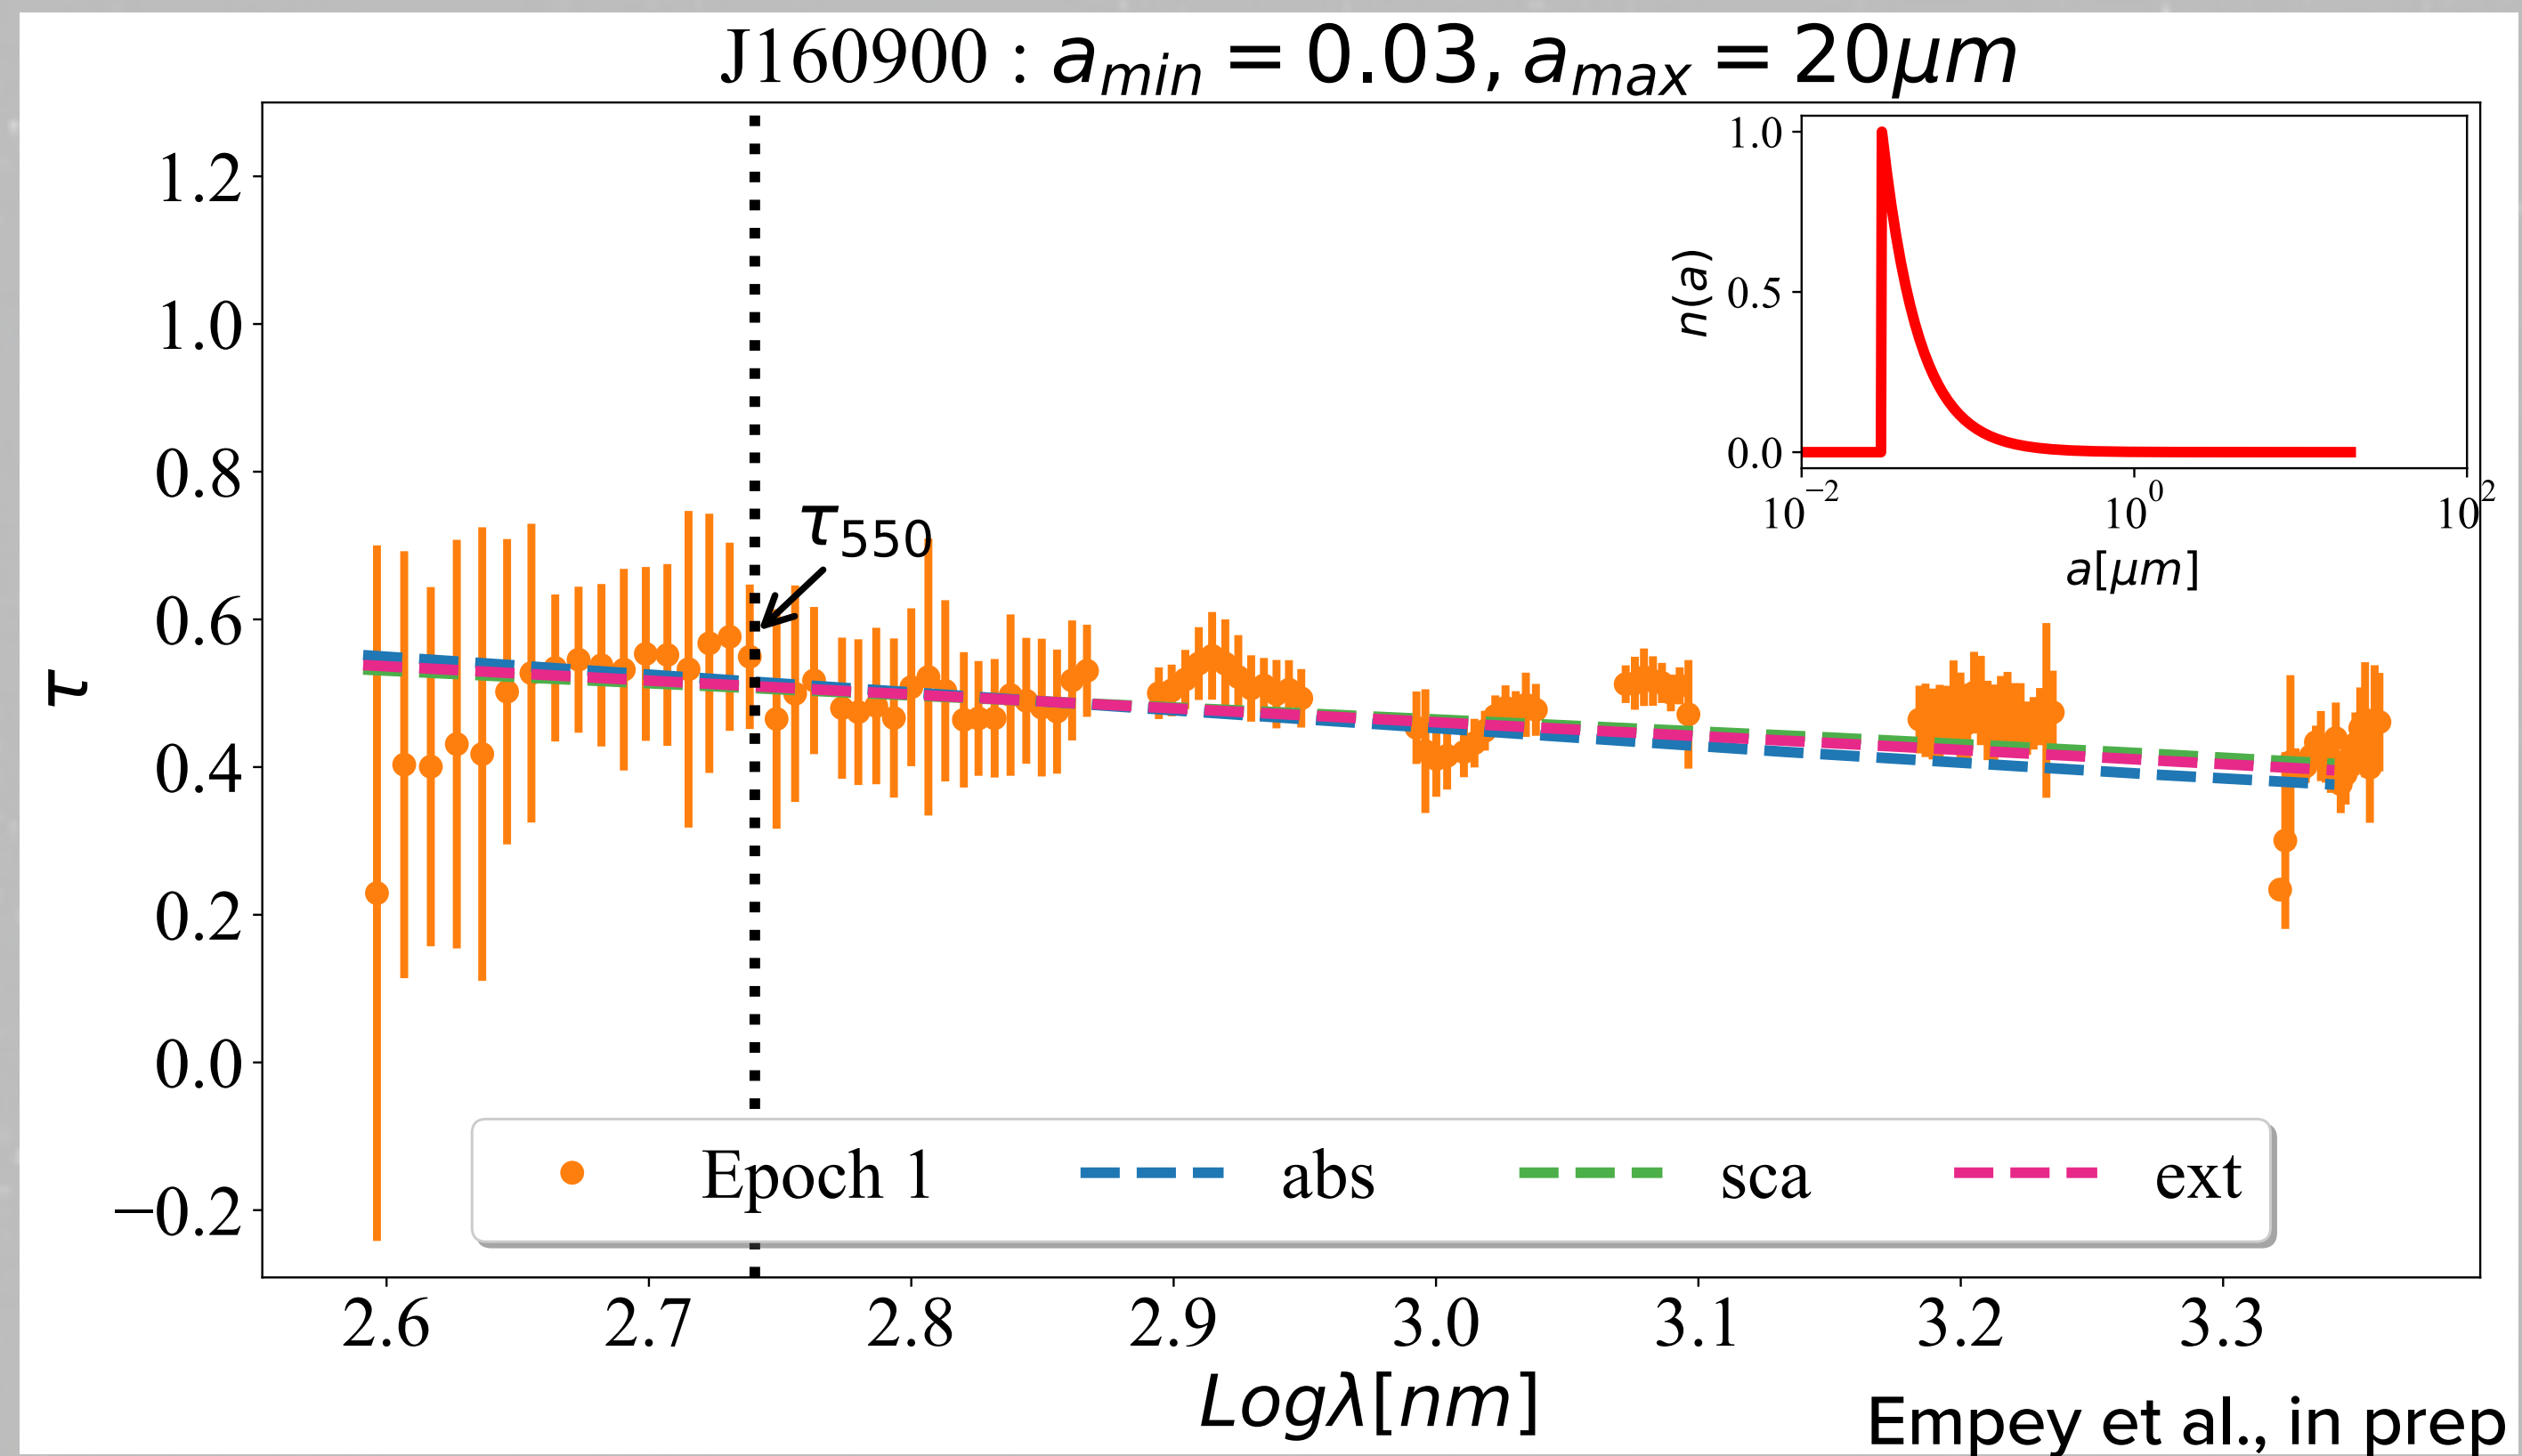 J160900 : a_min = 0.03, a_max = 20μm
τ
1.2
1.0
0.8
0.6
0.4
0.2
0.0
−0.2
τ_550
n(a)
1.0
0.5
0.0
10^−2 10^0 10^2
a[μm]
Epoch 1 abs sca ext
2.6 2.7 2.8 2.9 3.0 3.1 3.2 3.3
Logλ[nm]
Empey et al., in prep